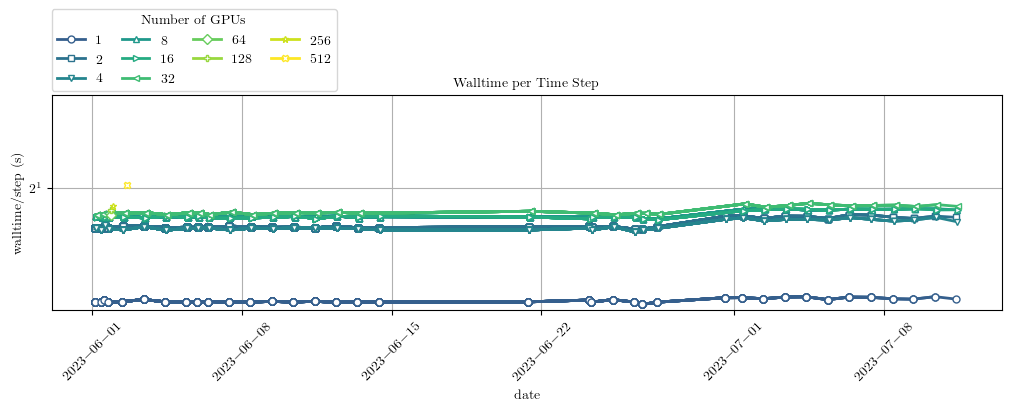 Number of GPUs
1 8 64 256
2 16 128 512
4 32
Walltime per Time Step
walltime/step (s)
2^1
2023−06−01 2023−06−08 2023−06−15 2023−06−22 2023−07−01 2023−07−08
date